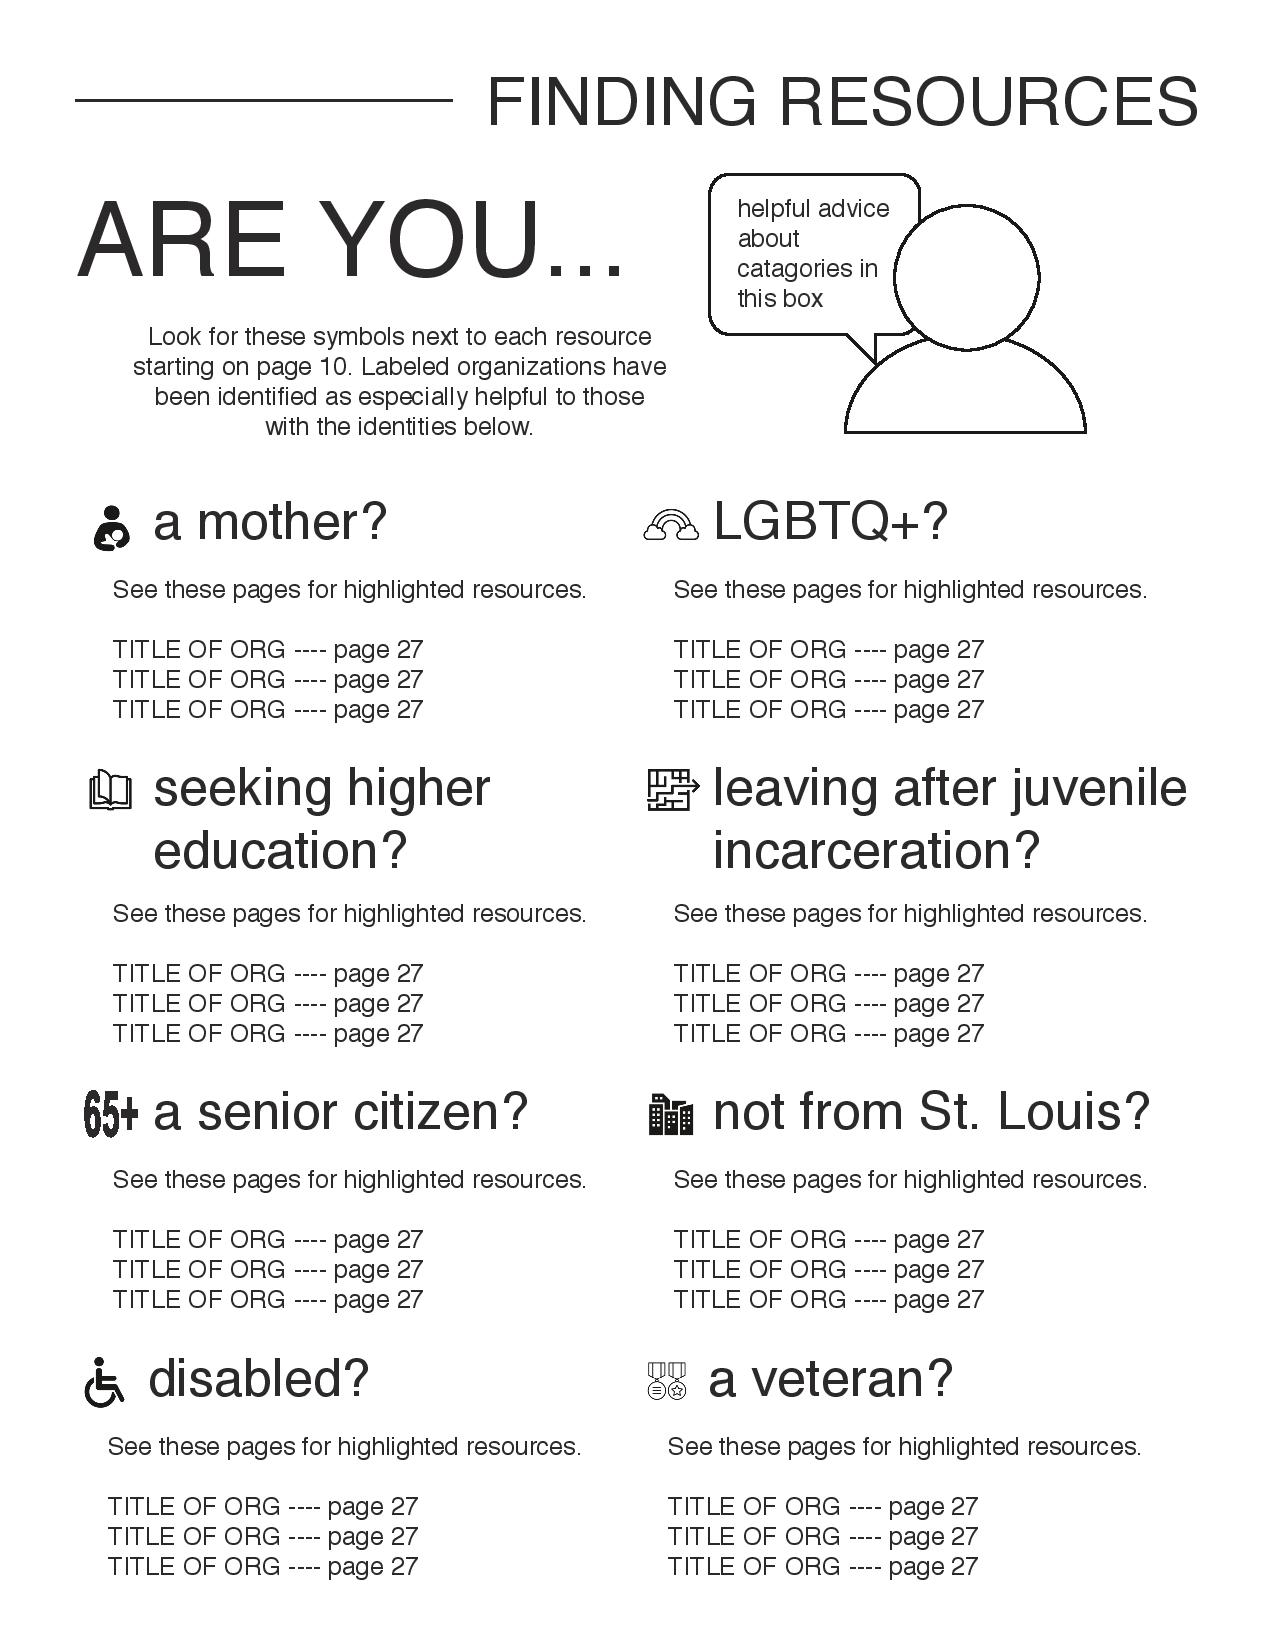 FINDING RESOURCES
ARE YOU...
helpful advice
about
catagories in
this box
Look for these symbols next to each resource
starting on page 10. Labeled organizations have
been identified as especially helpful to those
with the identities below.
a mother?
See these pages for highlighted resources.
TITLE OF ORG ---- page 27
TITLE OF ORG ---- page 27
TITLE OF ORG ---- page 27
LGBTQ+?
See these pages for highlighted resources.
TITLE OF ORG ---- page 27
TITLE OF ORG ---- page 27
TITLE OF ORG ---- page 27
seeking higher
education?
See these pages for highlighted resources.
TITLE OF ORG ---- page 27
TITLE OF ORG ---- page 27
TITLE OF ORG ---- page 27
leaving after juvenile
incarceration?
See these pages for highlighted resources.
TITLE OF ORG ---- page 27
TITLE OF ORG ---- page 27
TITLE OF ORG ---- page 27
65+ a senior citizen?
See these pages for highlighted resources.
TITLE OF ORG ---- page 27
TITLE OF ORG ---- page 27
TITLE OF ORG ---- page 27
not from St. Louis?
See these pages for highlighted resources.
TITLE OF ORG ---- page 27
TITLE OF ORG ---- page 27
TITLE OF ORG ---- page 27
disabled?
See these pages for highlighted resources.
TITLE OF ORG ---- page 27
TITLE OF ORG ---- page 27
TITLE OF ORG ---- page 27
a veteran?
See these pages for highlighted resources.
TITLE OF ORG ---- page 27
TITLE OF ORG ---- page 27
TITLE OF ORG ---- page 27